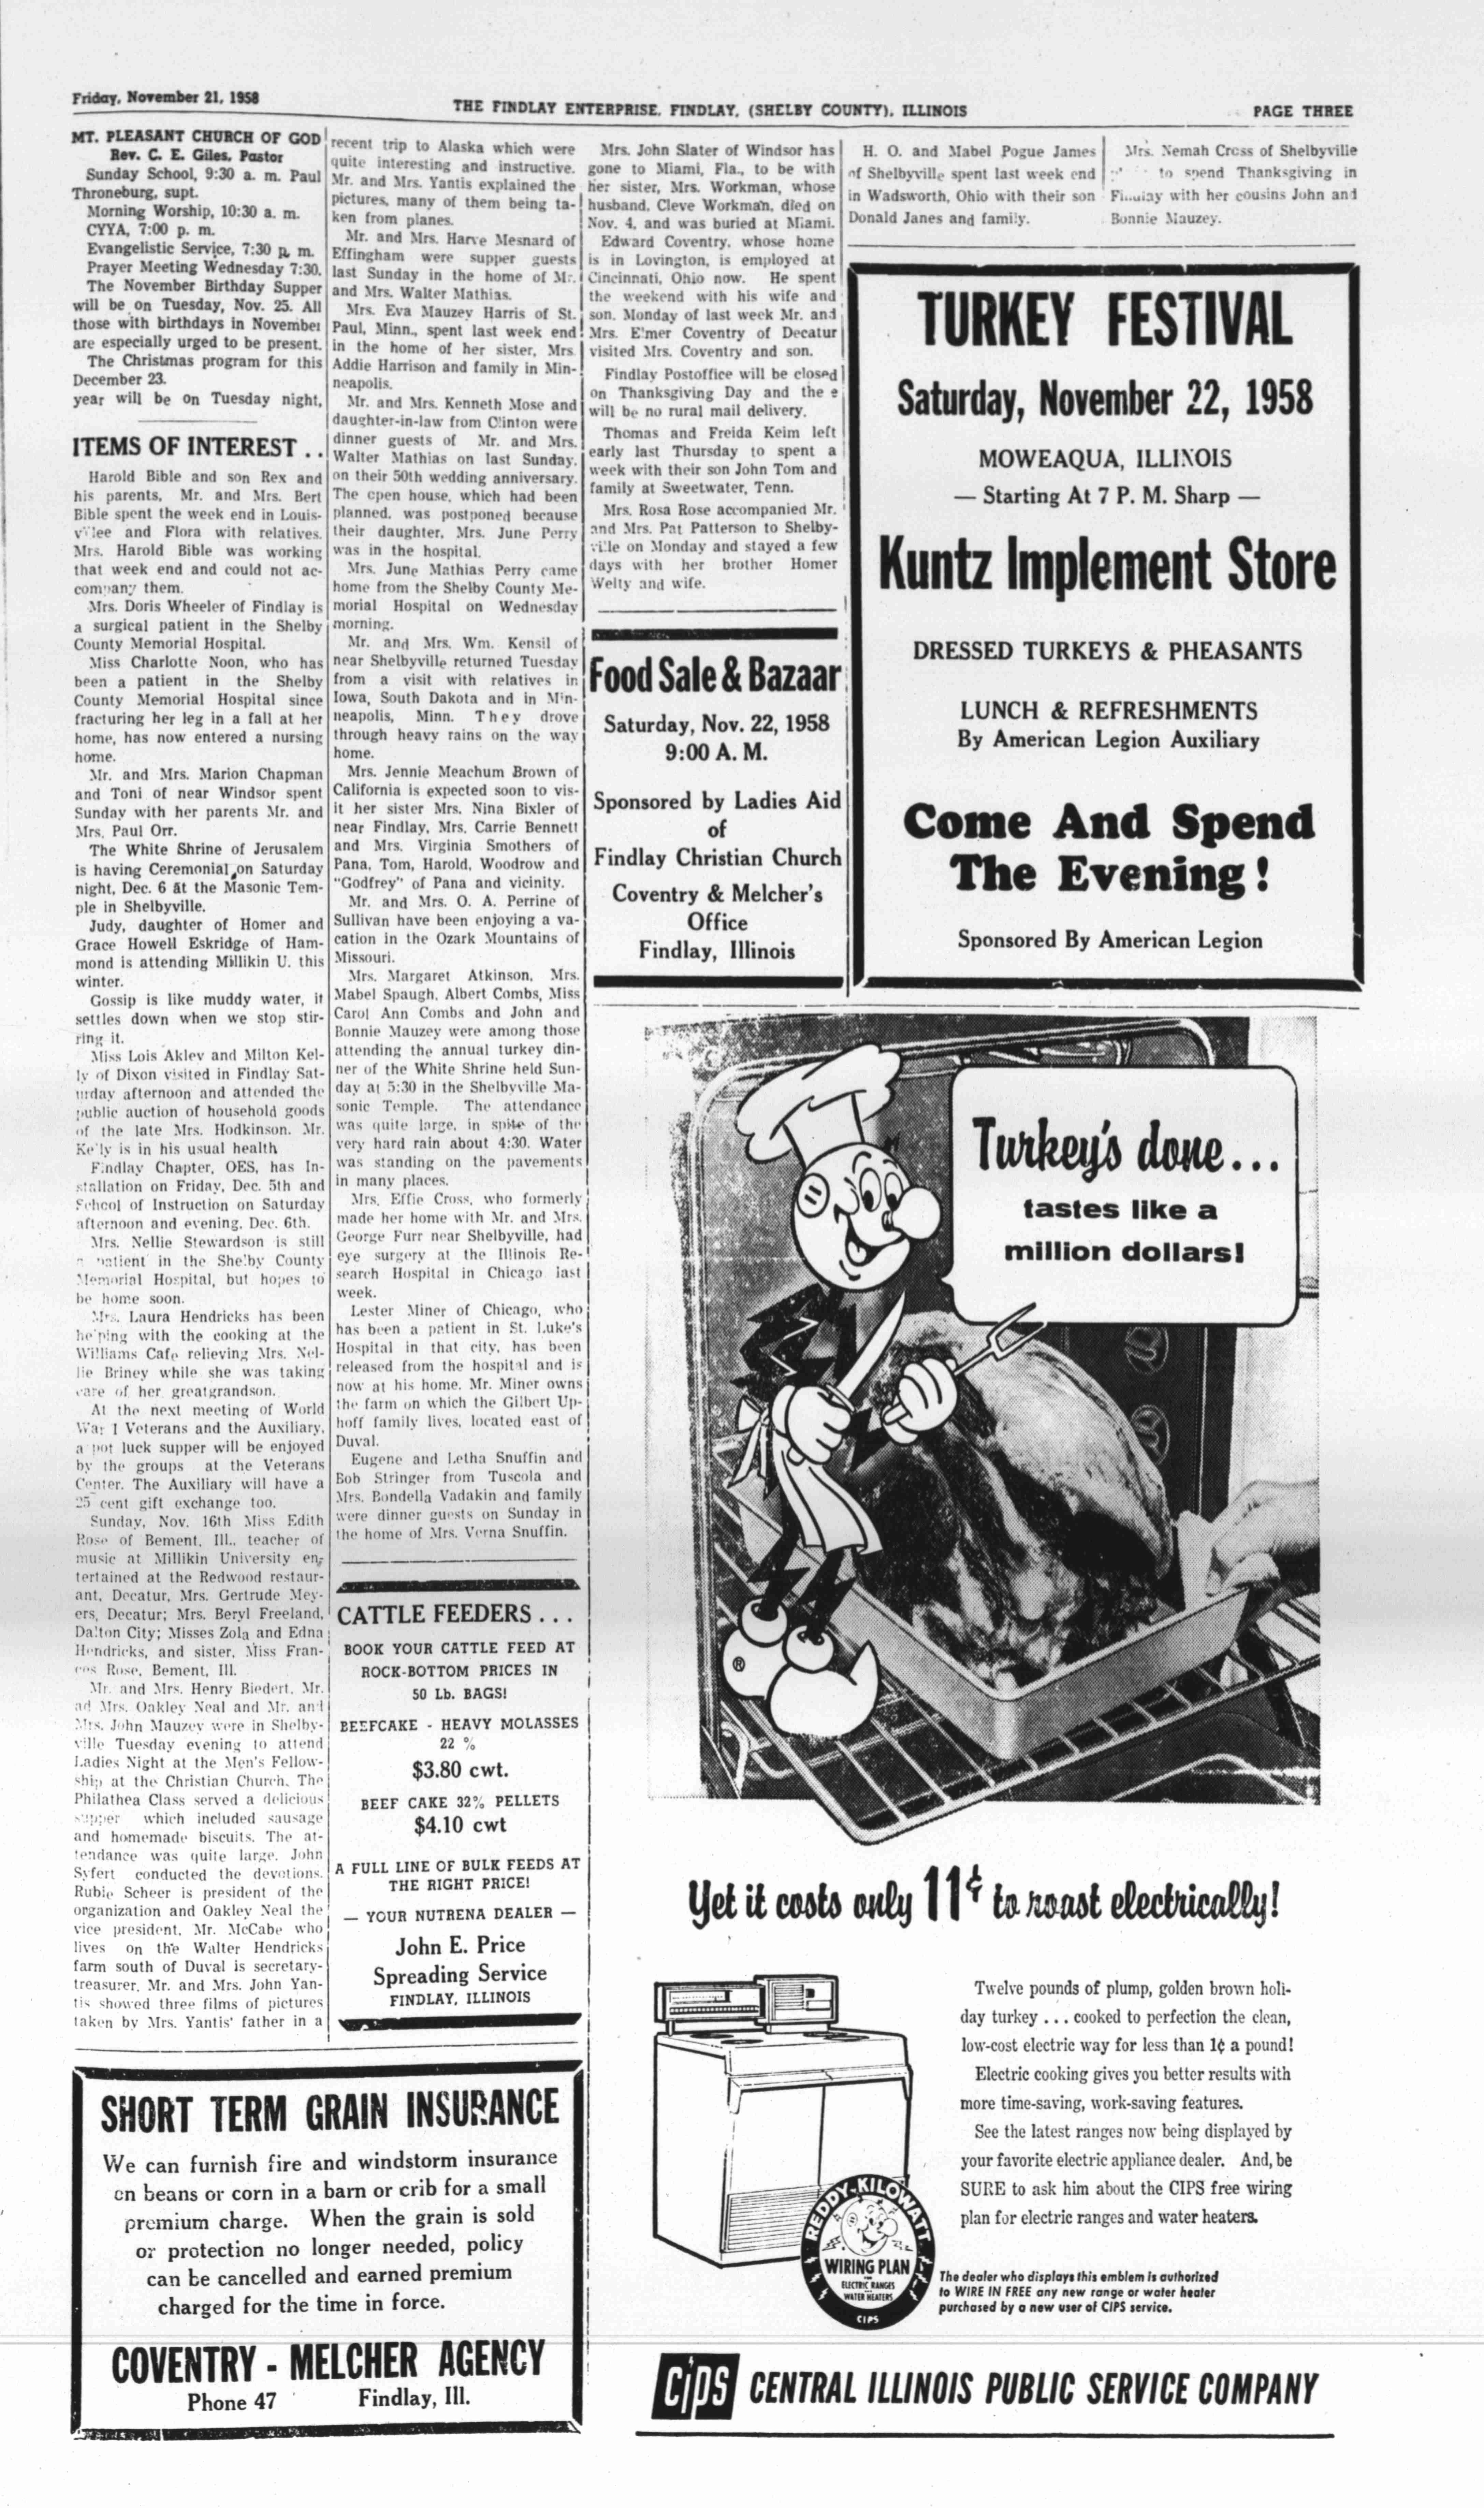 Friday, November 21, 1958
THE FINDLAY ENTERPRISE, FINDLAY, (SHELBY COUNTY), ILLINOIS
PAGE THREE
MT. PLEASANT CHURCH OF GOD
Rev. C. E. Giles, Pastor
Sunday School, 9:30 a. m. Paul
Throneburg, supt.
Morning Worship, 10:30 a. m.
CYYA, 7:00 p. m.
Evangelistic Service, 7:30 p. m.
Prayer Meeting Wednesday 7:30.
The November Birthday Supper
will be on Tuesday, Nov. 25. All
those with birthdays in November
are especially urged to be present.
The Christmas program for this
December 23.
year will be on Tuesday night,
ITEMS OF INTEREST . .
Harold Bible and son Rex and
his parents, Mr. and Mrs. Bert
Bible spent the week end in Louis-
villee and Flora with relatives.
Mrs. Harold Bible was working
that week end and could not ac-
company them.
Mrs. Doris Wheeler of Findlay is
a surgical patient in the Shelby
County Memorial Hospital.
Miss Charlotte Noon, who has
been a patient in the Shelby
County Memorial Hospital since
fracturing her leg in a fall at her
home, has now entered a nursing
home.
Mr. and Mrs. Marion Chapman
and Toni of near Windsor spent
Sunday with her parents Mr. and
Mrs. Paul Orr.
The White Shrine of Jerusalem
is having Ceremonial on Saturday
night, Dec. 6 at the Masonic Tem-
ple in Shelbyville.
Judy, daughter of Homer and
Grace Howell Eskridge of Ham-
mond is attending Millikin U. this
winter.
Gossip is like muddy water, it
settles down when we stop stir-
ring it.
Miss Lois Akley and Milton Kel-
ly of Dixon visited in Findlay Sat-
urday afternoon and attended the
public auction of household goods
of the late Mrs. Hodkinson. Mr.
Kelly is in his usual health
Findlay Chapter, OES, has In-
stallation on Friday, Dec. 5th and
School of Instruction on Saturday
afternoon and evening, Dec. 6th.
Mrs. Nellie Stewardson is still
patient in the Shelby County
Memorial Hospital, but hopes to
be home soon.
Mrs. Laura Hendricks has been
helping with the cooking at the
Williams Cafe relieving Mrs. Nel-
lie Briney while she was taking
care of her greatgrandson.
At the next meeting of World
War I Veterans and the Auxiliary,
a pot luck supper will be enjoyed
by the groups at the Veterans
Center. The Auxiliary will have a
25 cent gift exchange too.
Sunday, Nov. 16th Miss Edith
Rose of Bement, Ill., teacher of
music at Millikin University en-
tertained at the Redwood restaur-
ant, Decatur, Mrs. Gertrude Mey-
ers, Decatur; Mrs. Beryl Freeland,
Dalton City; Misses Zola and Edna
Hendricks, and sister, Miss Fran-
ces Rose, Bement, Ill.
Mr. and Mrs. Henry Biedert, Mr.
ad Mrs. Oakley Neal and Mr. and
Mrs. John Mauzey were in Shelby-
ville Tuesday evening to attend
Ladies Night at the Men's Fellow-
ship at the Christian Church. The
Philathea Class served a delicious
supper which included sausage
and homemade biscuits. The at-
tendance was quite large. John
Syfert conducted the devotions.
Rubie Scheer is president of the
organization and Oakley Neal the
vice president, Mr. McCabe who
lives on the Walter Hendricks
farm south of Duval is secretary-
treasurer. Mr. and Mrs. John Yan-
tis showed three films of pictures
taken by Mrs. Yantis' father in a
recent trip to Alaska which were
quite interesting and instructive.
Mr. and Mrs. Yantis explained the
pictures, many of them being ta-
ken from planes.
Mr. and Mrs. Harve Mesnard of
Effingham were supper guests
last Sunday in the home of Mr.
and Mrs. Walter Mathias.
Mrs. Eva Mauzey Harris of St.
Paul, Minn., spent last week end
in the home of her sister, Mrs
Addie Harrison and family in Min-
neapolis.
Mr. and Mrs. Kenneth Mose and
daughter-in-law from Clinton were
dinner guests of Mr. and Mrs.
Walter Mathias on last Sunday,
on their 50th wedding anniversary.
The open house, which had been
planned, was postponed because
their daughter, Mrs. June Perry
was in the hospital.
Mrs. June Mathias Perry came
home from the Shelby County Me-
morial Hospital on Wednesday
morning.
Mr. and Mrs. Wm. Kensil of
near Shelbyville returned Tuesday
from a visit with relatives in
Iowa, South Dakota and in Min-
neapolis, Minn. They drove
through heavy rains on the way
home.
Mrs. Jennie Meachum Brown of
California is expected soon to vis-
it her sister Mrs. Nina Bixler of
near Findlay, Mrs. Carrie Bennett
and Mrs. Virginia Smothers of
Pana, Tom, Harold, Woodrow and
"Godfrey" of Pana and vicinity.
Mr. and Mrs. O. A. Perrine of
Sullivan have been enjoying a va-
cation in the Ozark Mountains of
Missouri.
Mrs. Margaret Atkinson, Mrs.
Mabel Spaugh, Albert Combs, Miss
Carol Ann Combs and John and
Bonnie Mauzey were among those
attending the annual turkey din-
ner of the White Shrine held Sun-
day at 5:30 in the Shelbyville Ma-
sonic Temple. The attendance
was quite large, in spite of the
very hard rain about 4:30. Water
was standing on the pavements
in many places.
Mrs. Effie Cross, who formerly
made her home with Mr. and Mrs.
George Furr near Shelbyville, had
eye surgery at the Illinois Re-
search Hospital in Chicago last
week.
Lester Miner of Chicago, who
has been a patient in St. Luke's
Hospital in that city, has been
released from the hospital and is
now at his home. Mr. Miner owns
the farm on which the Gilbert Up-
hoff family lives, located east of
Duval.
Eugene and Letha Snuffin and
Bob Stringer from Tuscola and
Mrs. Bondella Vadakin and family
were dinner guests on Sunday in
the home of Mrs. Verna Snuffin.
CATTLE FEEDERS . . .
BOOK YOUR CATTLE FEED AT
ROCK-BOTTOM PRICES IN
50 Lb. BAGS!
BEEFCAKE - HEAVY MOLASSES
22 %
$3.80 cwt.
BEEF CAKE 32% PELLETS
$4.10 cwt
A FULL LINE OF BULK FEEDS AT
THE RIGHT PRICE!
— YOUR NUTRENA DEALER —
John E. Price
Spreading Service
FINDLAY, ILLINOIS
SHORT TERM GRAIN INSURANCE
We can furnish fire and windstorm insurance
on beans or corn in a barn or crib for a small
premium charge. When the grain is sold
or protection no longer needed, policy
can be cancelled and earned premium
charged for the time in force.
COVENTRY - MELCHER AGENCY
Phone 47 Findlay, Ill.
Mrs. John Slater of Windsor has
gone to Miami, Fla., to be with
her sister, Mrs. Workman, whose
husband, Cleve Workman, died on
Nov. 4, and was buried at Miami.
Edward Coventry, whose home
is in Lovington, is employed at
Cincinnati, Ohio now. He spent
the weekend with his wife and
son. Monday of last week Mr. and
Mrs. Elmer Coventry of Decatur
visited Mrs. Coventry and son.
Findlay Postoffice will be closed
on Thanksgiving Day and the e
will be no rural mail delivery.
Thomas and Freida Keim left
early last Thursday to spent a
week with their son John Tom and
family at Sweetwater, Tenn.
Mrs. Rosa Rose accompanied Mr.
and Mrs. Pat Patterson to Shelby-
ville on Monday and stayed a few
days with her brother Homer
Welty and wife.
Food Sale & Bazaar
Saturday, Nov. 22, 1958
9:00 A. M.
Sponsored by Ladies Aid
of
Findlay Christian Church
Coventry & Melcher's
Office
Findlay, Illinois
H. O. and Mabel Pogue James
of Shelbyville spent last week end
in Wadsworth, Ohio with their son
Donald Janes and family.
Mrs. Nemah Cross of Shelbyville
to spend Thanksgiving in
Findlay with her cousins John and
Bonnie Mauzey.
TURKEY FESTIVAL
Saturday, November 22, 1958
MOWEAQUA, ILLINOIS
— Starting At 7 P. M. Sharp —
Kuntz Implement Store
DRESSED TURKEYS & PHEASANTS
LUNCH & REFRESHMENTS
By American Legion Auxiliary
Come And Spend
The Evening!
Sponsored By American Legion
Turkey's done...
tastes like a
million dollars!
®
Yet it costs only 11¢ to roast electrically!
Twelve pounds of plump, golden brown holi-
day turkey . . . cooked to perfection the clean,
low-cost electric way for less than 1¢ a pound!
Electric cooking gives you better results with
more time-saving, work-saving features.
See the latest ranges now being displayed by
your favorite electric appliance dealer. And, be
SURE to ask him about the CIPS free wiring
plan for electric ranges and water heaters.
REDDY-KILOWATT
WIRING PLAN
FOR
ELECTRIC RANGES
WATER HEATERS
CIPS
The dealer who displays this emblem is authorized
to WIRE IN FREE any new range or water heater
purchased by a new user of CIPS service.
CIPS CENTRAL ILLINOIS PUBLIC SERVICE COMPANY